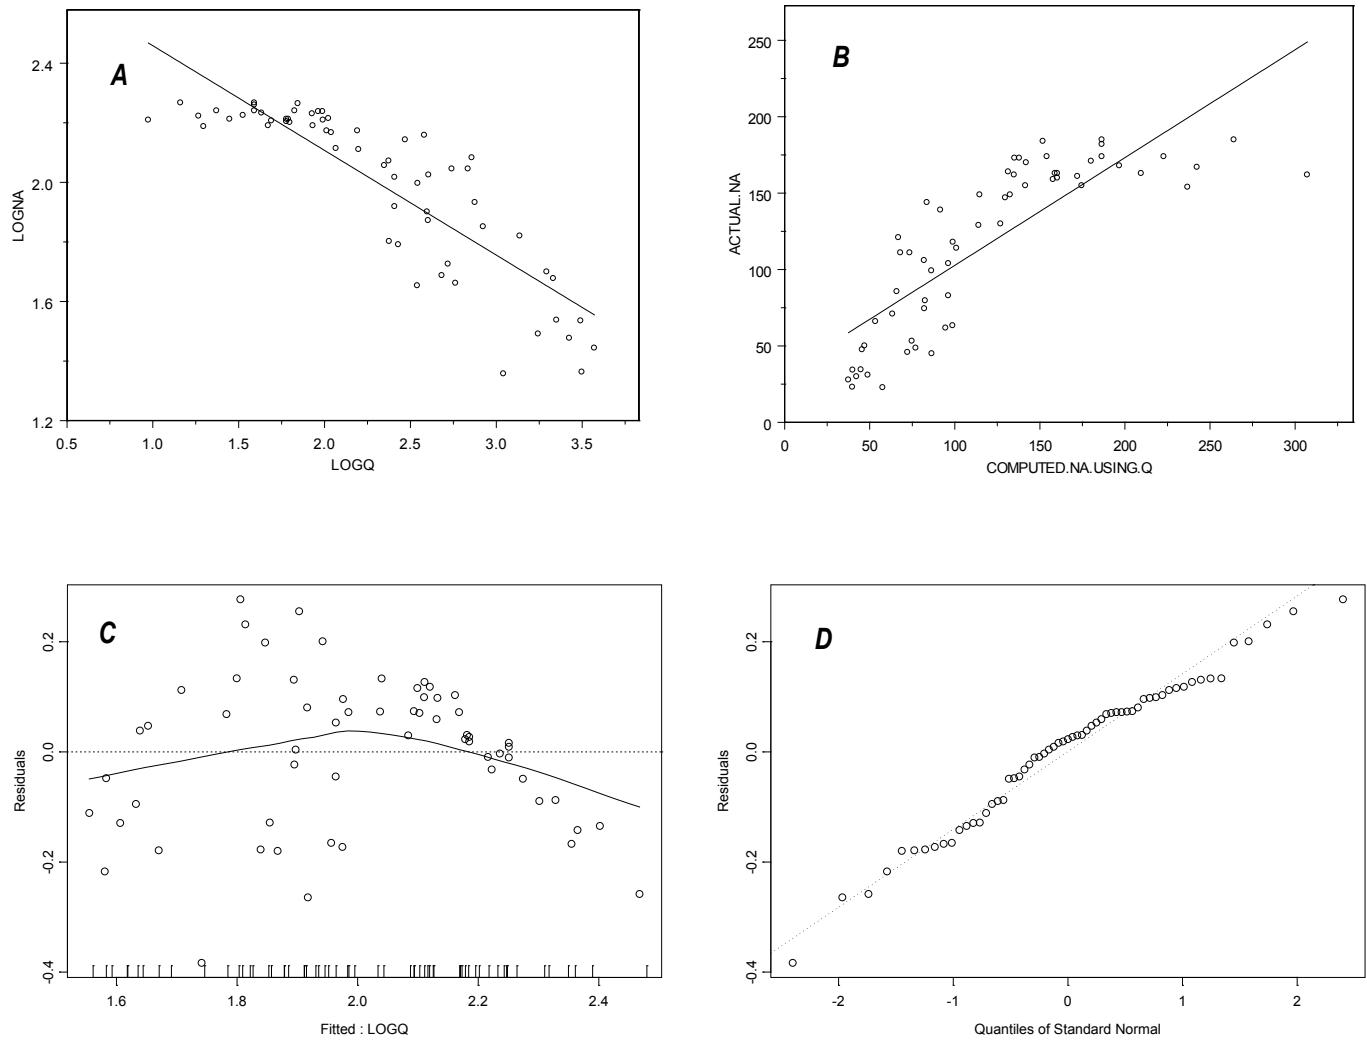 A
2.4
2.0
1.6
1.2
LOGNA
0.5 1.0 1.5 2.0 2.5 3.0 3.5
LOGQ
B
250
200
150
100
50
0
ACTUAL.NA
0 50 100 150 200 250 300
COMPUTED.NA.USING.Q
C
0.2
0.0
-0.2
-0.4
Residuals
1.6 1.8 2.0 2.2 2.4
Fitted : LOGQ
D
0.2
0.0
-0.2
-0.4
Residuals
-2 -1 0 1 2
Quantiles of Standard Normal